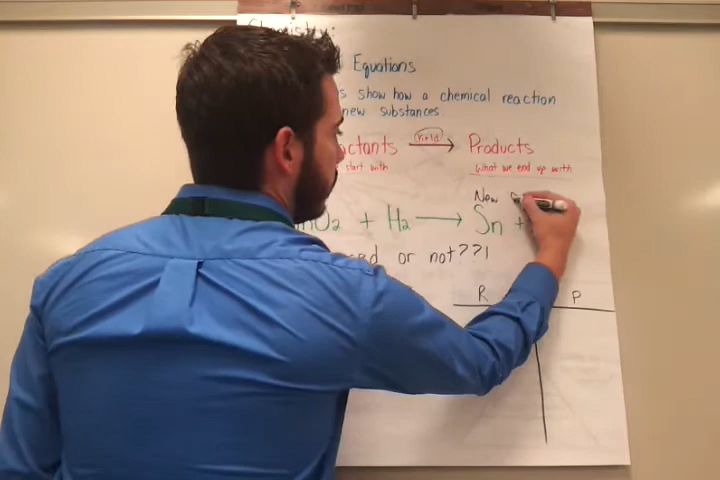 Chemistry:
Equations
s show how a chemical reaction
new substances
ctants yield → Products
start with What we end up with
New
nO₂ + H₂ → Sn +
ed or not??!
R P